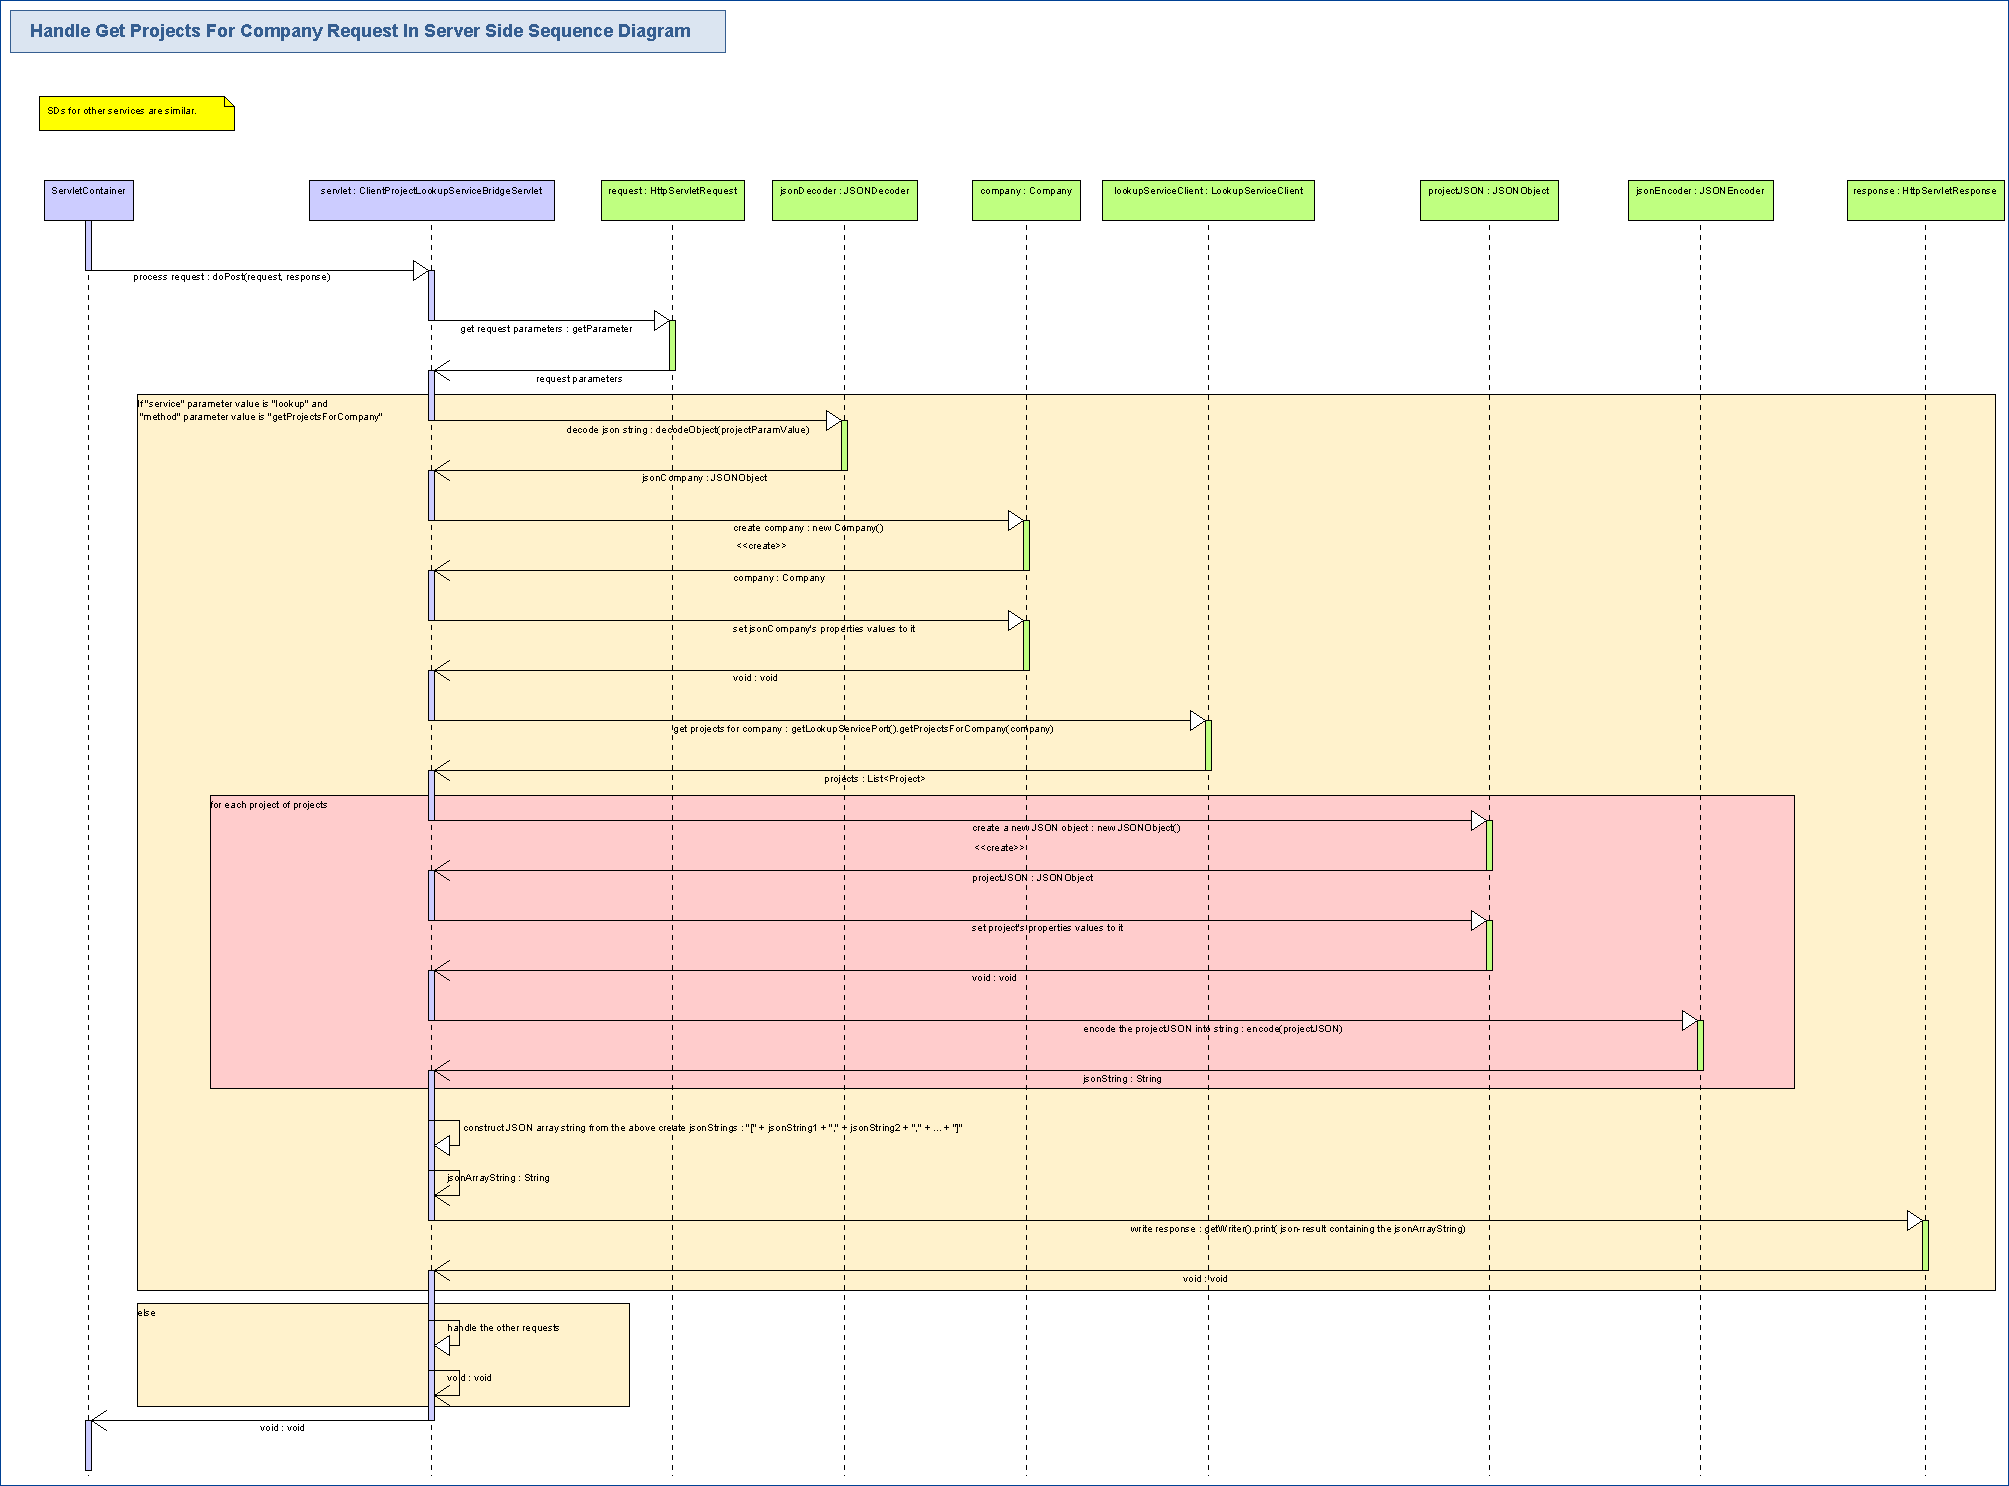 Handle Get Projects For Company Request In Server Side Sequence Diagram
SDs for other services are similar.
ServletContainer
servlet : ClientProjectLookupServiceBridgeServlet
request : HttpServletRequest
jsonDecoder : JSONDecoder
company : Company
lookupServiceClient : LookupServiceClient
projectJSON : JSONObject
jsonEncoder : JSONEncoder
response : HttpServletResponse
process request : doPost(request, response)
get request parameters : getParameter
request parameters
If "service" parameter value is "lookup" and
"method" parameter value is "getProjectsForCompany"
decode json string : decodeObject(projectParamValue)
jsonCompany : JSONObject
create company : new Company()
<<create>>
company : Company
set jsonCompany's properties values to it
void : void
get projects for company : getLookupServicePort().getProjectsForCompany(company)
projects : List<Project>
for each project of projects
create a new JSON object : new JSONObject()
<<create>>
projectJSON : JSONObject
set project's properties values to it
void : void
encode the projectJSON into string : encode(projectJSON)
jsonString : String
construct JSON array string from the above create jsonStrings : "[" + jsonString1 + "," + jsonString2 + "," + ... + "]"
jsonArrayString : String
write response : getWriter().print( json-result containing the jsonArrayString)
void : void
else
handle the other requests
void : void
void : void